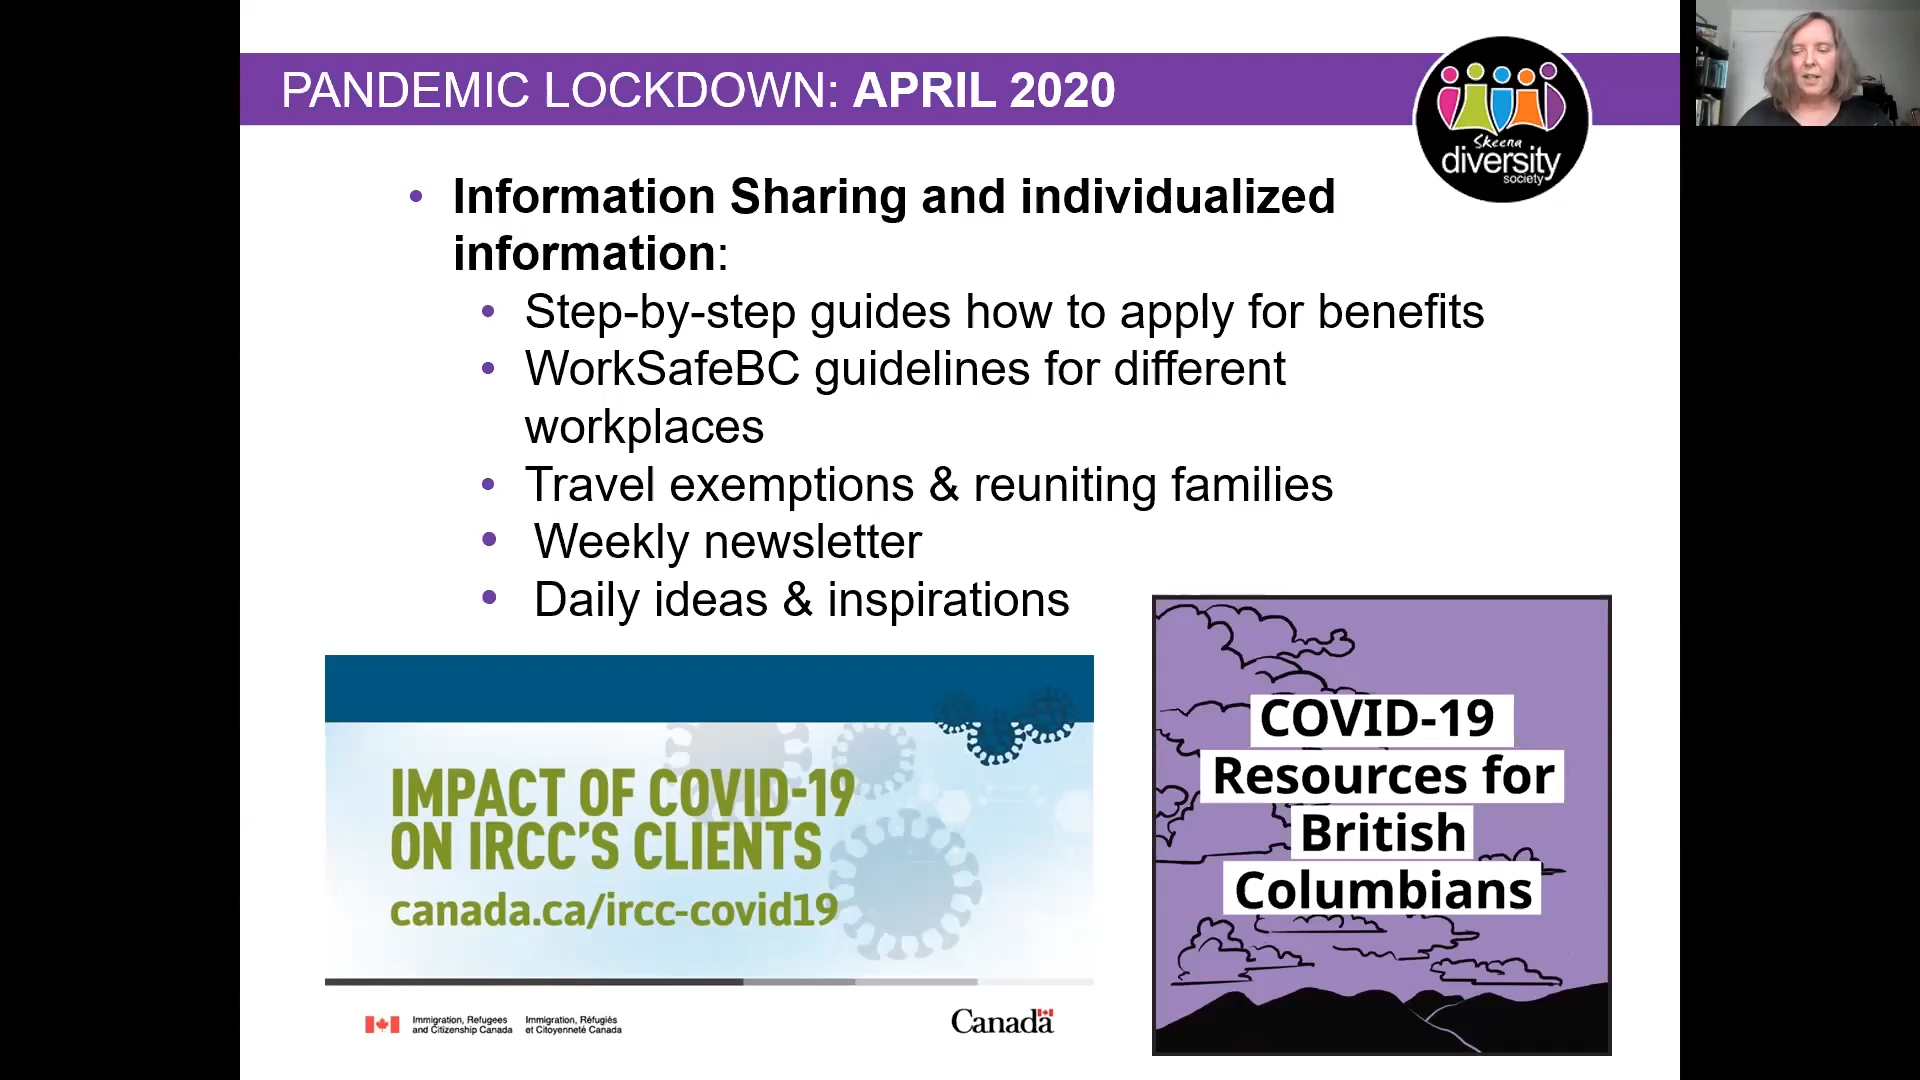 PANDEMIC LOCKDOWN: APRIL 2020
Skeena
diversity
society
• Information Sharing and individualized
information:
• Step-by-step guides how to apply for benefits
• WorkSafeBC guidelines for different
workplaces
• Travel exemptions & reuniting families
• Weekly newsletter
• Daily ideas & inspirations
IMPACT OF COVID-19
ON IRCC'S CLIENTS
canada.ca/ircc-covid19
Immigration, Refugees
and Citizenship Canada
Immigration, Réfugiés
et Citoyenneté Canada
Canada
COVID-19
Resources for
British
Columbians